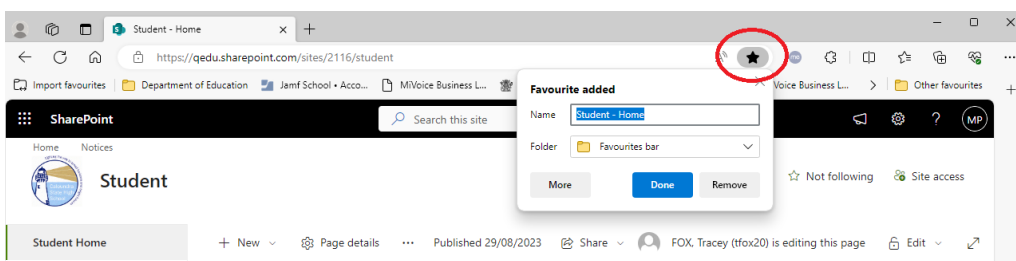 Student - Home
https://qedu.sharepoint.com/sites/2116/student
Import favourites Department of Education Jamf School • Acco... MiVoice Business L... Voice Business L... Other favourites
Favourite added
Name Student - Home
Folder Favourites bar
More Done Remove
SharePoint Search this site ? MP
Home Notices
Student
Not following Site access
Student Home + New Page details ... Published 29/08/2023 Share FOX, Tracey (tfox20) is editing this page Edit